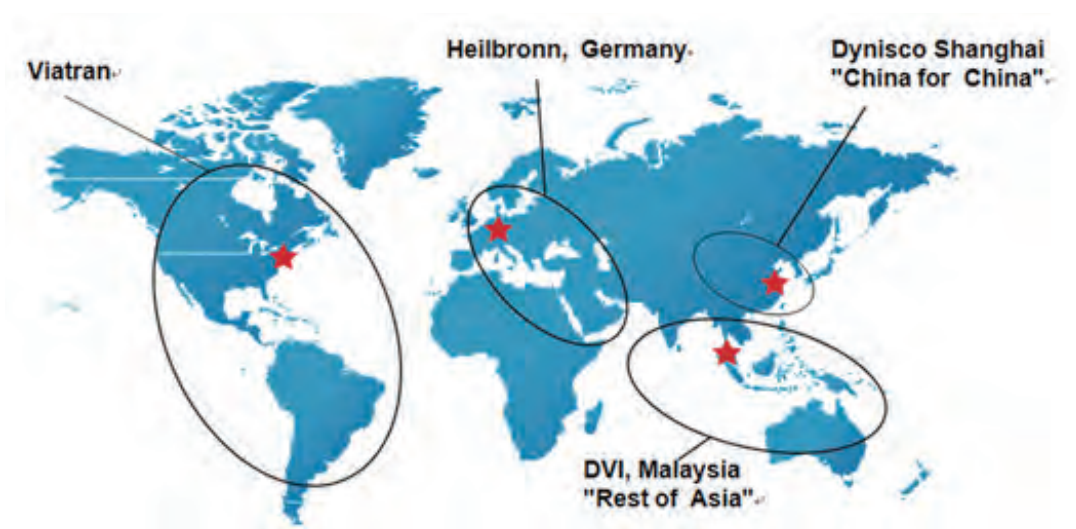 Viatran
Heilbronn, Germany
Dynisco Shanghai
"China for China"
DVI, Malaysia
"Rest of Asia"